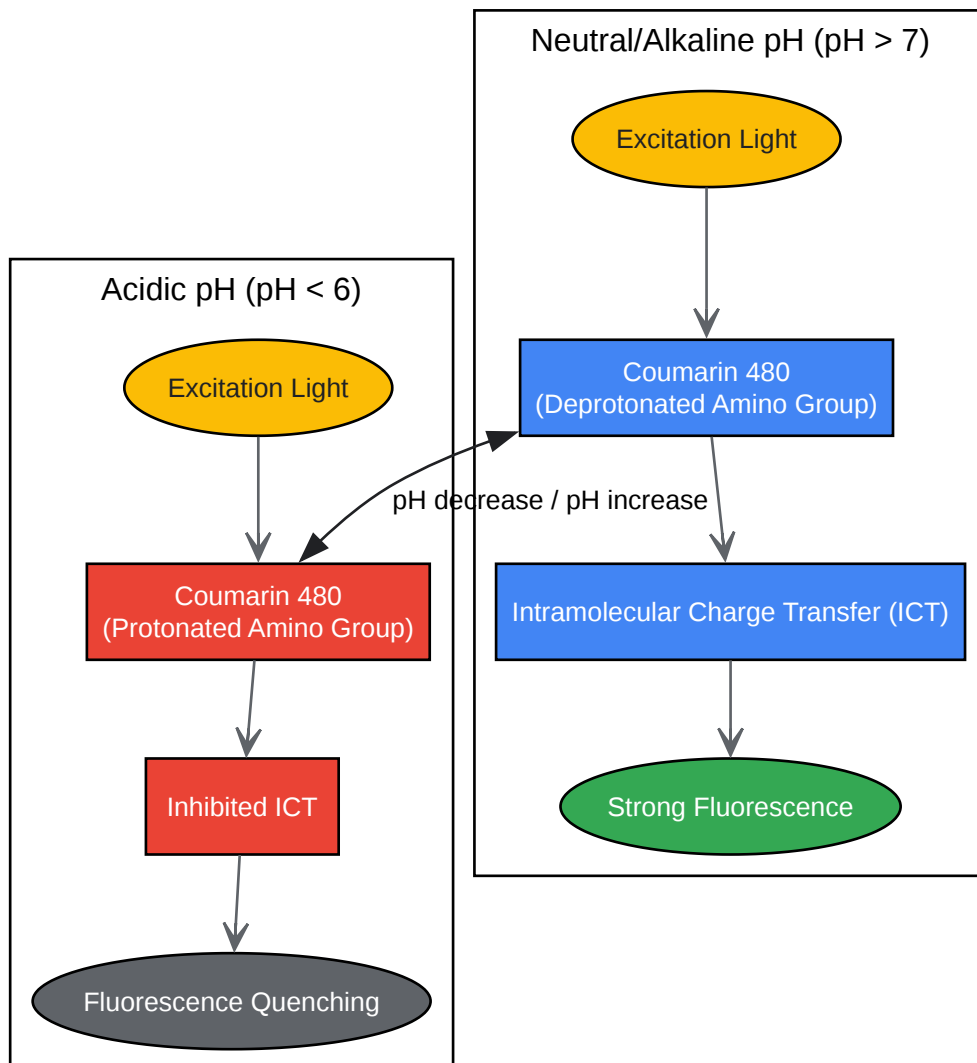 Neutral/Alkaline pH (pH > 7)
Excitation Light
Coumarin 480
(Deprotonated Amino Group)
Intramolecular Charge Transfer (ICT)
Strong Fluorescence
pH decrease / pH increase
Acidic pH (pH < 6)
Excitation Light
Coumarin 480
(Protonated Amino Group)
Inhibited ICT
Fluorescence Quenching